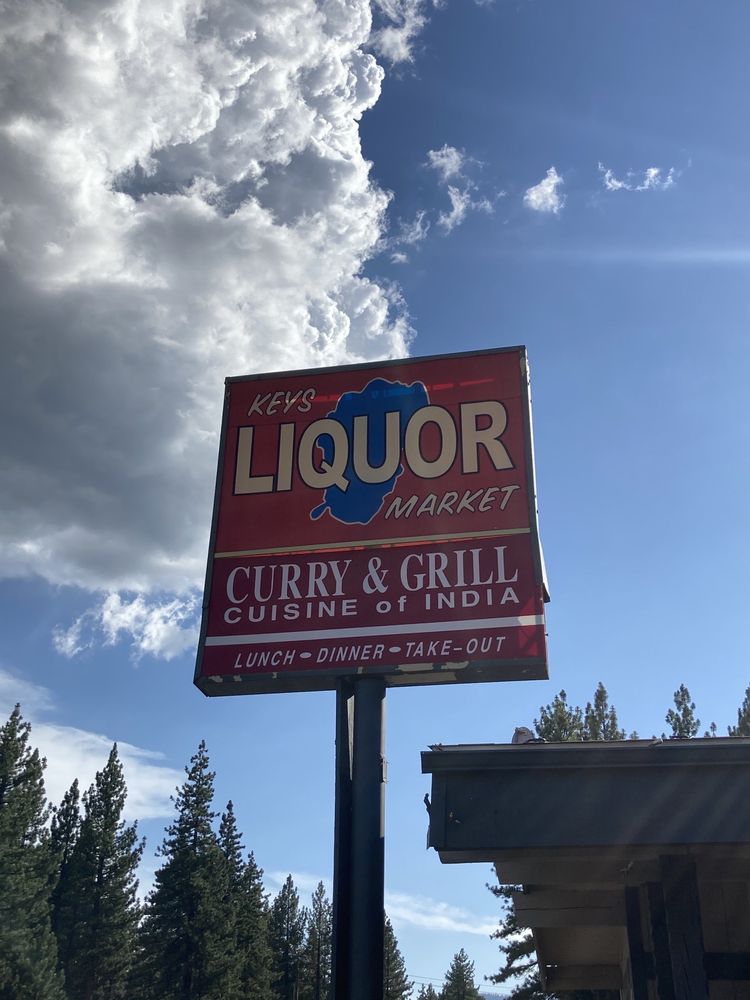 KEYS
LIQUOR
MARKET
CURRY & GRILL
CUISINE of INDIA
LUNCH • DINNER • TAKE-OUT